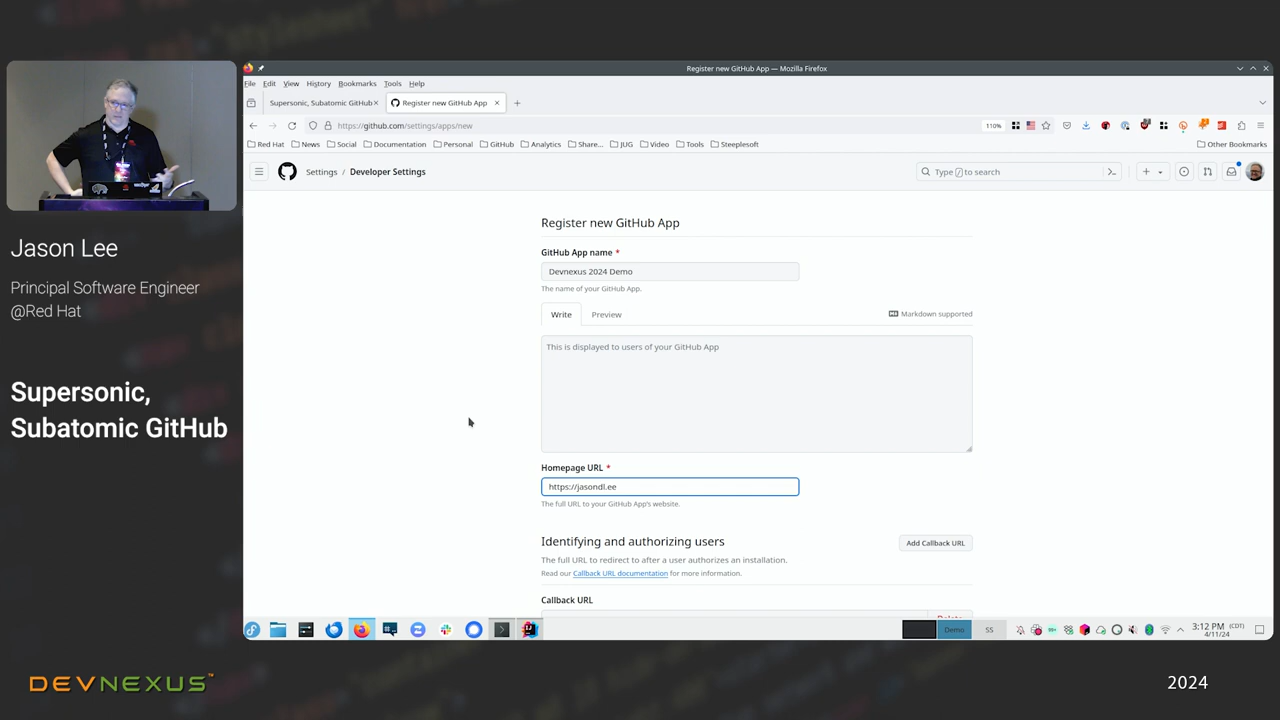 Register new GitHub App — Mozilla Firefox
File Edit View History Bookmarks Tools Help
Supersonic, Subatomic GitHub
Register new GitHub App
https://github.com/settings/apps/new
110%
Red Hat News Social Documentation Personal GitHub Analytics Share... JUG Video Tools Steeplesoft Other Bookmarks
Settings / Developer Settings
Type / to search
Register new GitHub App
GitHub App name *
Devnexus 2024 Demo
The name of your GitHub App.
Write Preview Markdown supported
This is displayed to users of your GitHub App
Homepage URL *
https://jasondl.ee
The full URL to your GitHub App's website.
Identifying and authorizing users
Add Callback URL
The full URL to redirect to after a user authorizes an installation.
Read our Callback URL documentation for more information.
Callback URL
Delete
Demo SS
3:12 PM (CDT)
4/11/24
Jason Lee
Principal Software Engineer
@Red Hat
Supersonic,
Subatomic GitHub
DEVNEXUS™
2024